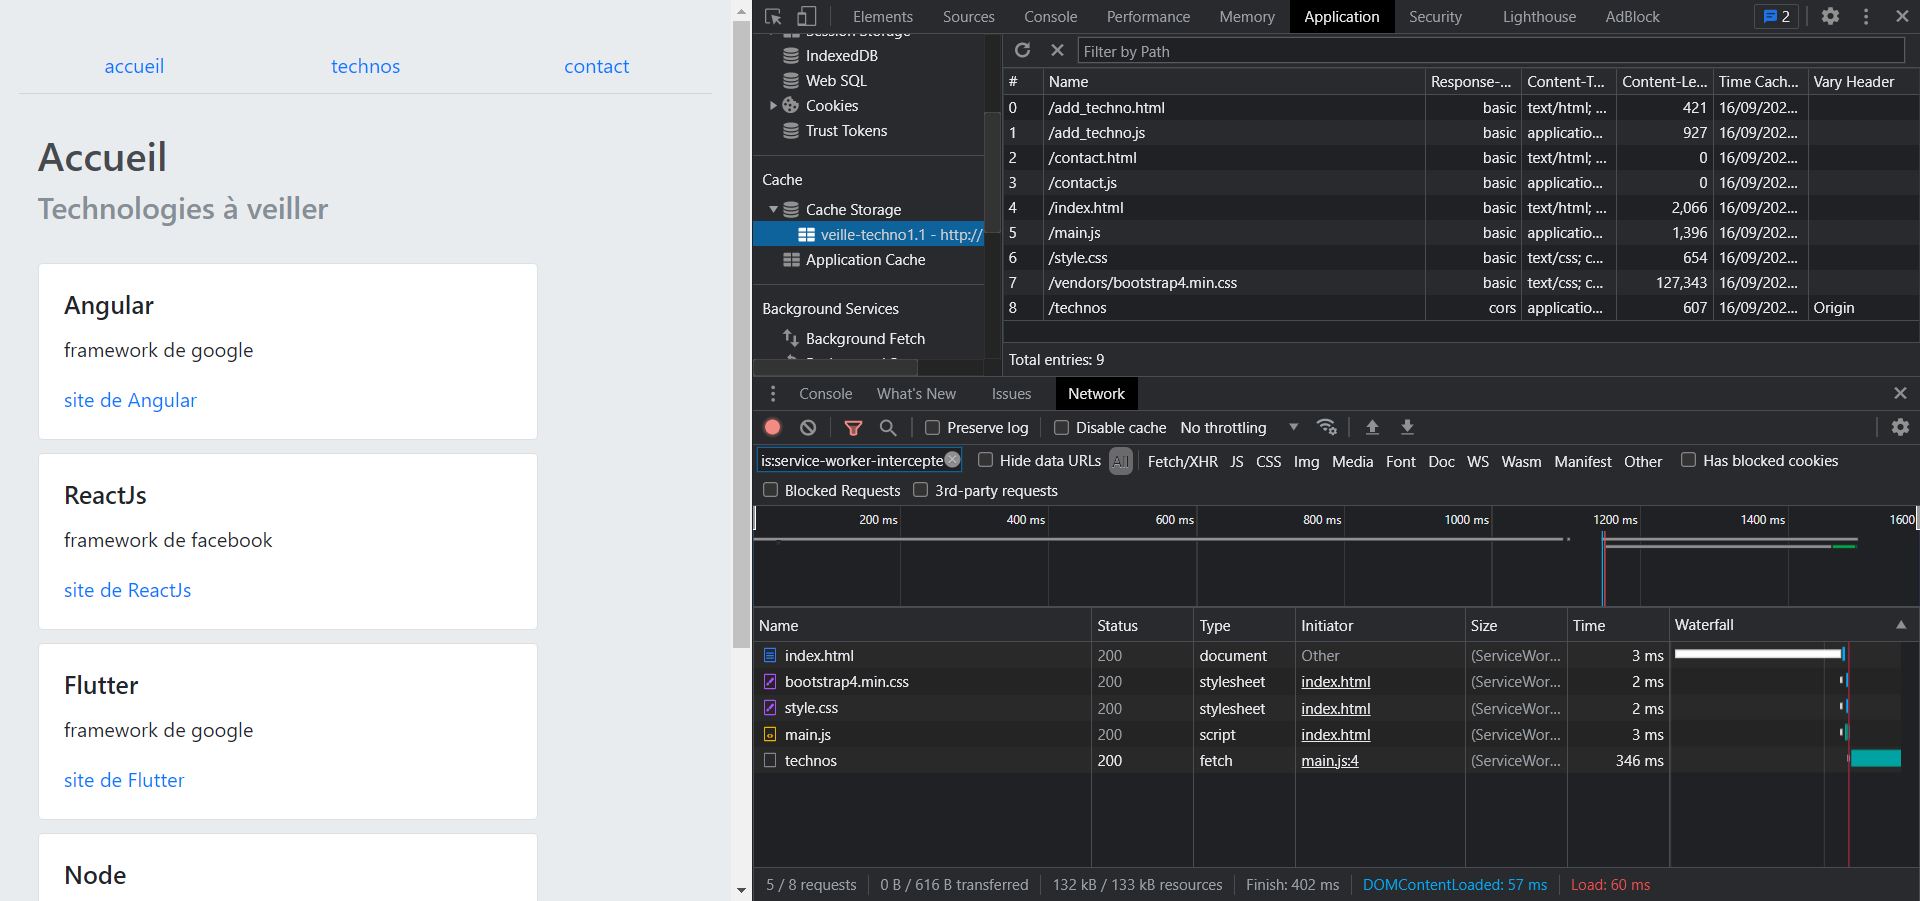 accueil technos contact
Accueil
Technologies à veiller
Angular
framework de google
site de Angular
ReactJs
framework de facebook
site de ReactJs
Flutter
framework de google
site de Flutter
Node
Elements Sources Console Performance Memory Application Security Lighthouse AdBlock 2
IndexedDB
Web SQL
Cookies
Trust Tokens
Cache
Cache Storage
veille-techno1.1 - http://
Application Cache
Background Services
Background Fetch
Filter by Path
# Name Response-... Content-T... Content-Le... Time Cach... Vary Header
0 /add_techno.html basic text/html; ... 421 16/09/202...
1 /add_techno.js basic applicatio... 927 16/09/202...
2 /contact.html basic text/html; ... 0 16/09/202...
3 /contact.js basic applicatio... 0 16/09/202...
4 /index.html basic text/html; ... 2,066 16/09/202...
5 /main.js basic applicatio... 1,396 16/09/202...
6 /style.css basic text/css; c... 654 16/09/202...
7 /vendors/bootstrap4.min.css basic text/css; c... 127,343 16/09/202...
8 /technos cors applicatio... 607 16/09/202... Origin
Total entries: 9
Console What's New Issues Network
Preserve log Disable cache No throttling
is:service-worker-intercepte Hide data URLs All Fetch/XHR JS CSS Img Media Font Doc WS Wasm Manifest Other Has blocked cookies
Blocked Requests 3rd-party requests
200 ms 400 ms 600 ms 800 ms 1000 ms 1200 ms 1400 ms 1600
Name Status Type Initiator Size Time Waterfall
index.html 200 document Other (ServiceWor... 3 ms
bootstrap4.min.css 200 stylesheet index.html (ServiceWor... 2 ms
style.css 200 stylesheet index.html (ServiceWor... 2 ms
main.js 200 script index.html (ServiceWor... 3 ms
technos 200 fetch main.js:4 (ServiceWor... 346 ms
5 / 8 requests 0 B / 616 B transferred 132 kB / 133 kB resources Finish: 402 ms DOMContentLoaded: 57 ms Load: 60 ms